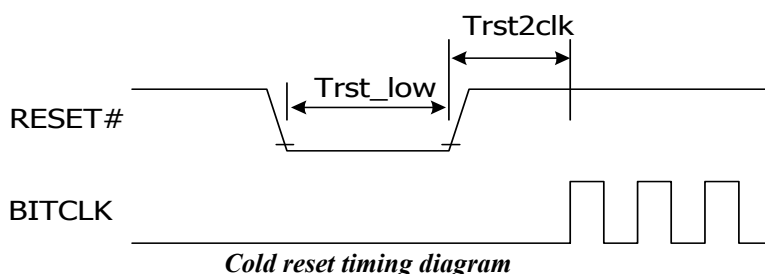 Trst2clk
Trst_low
RESET#
BITCLK
Cold reset timing diagram